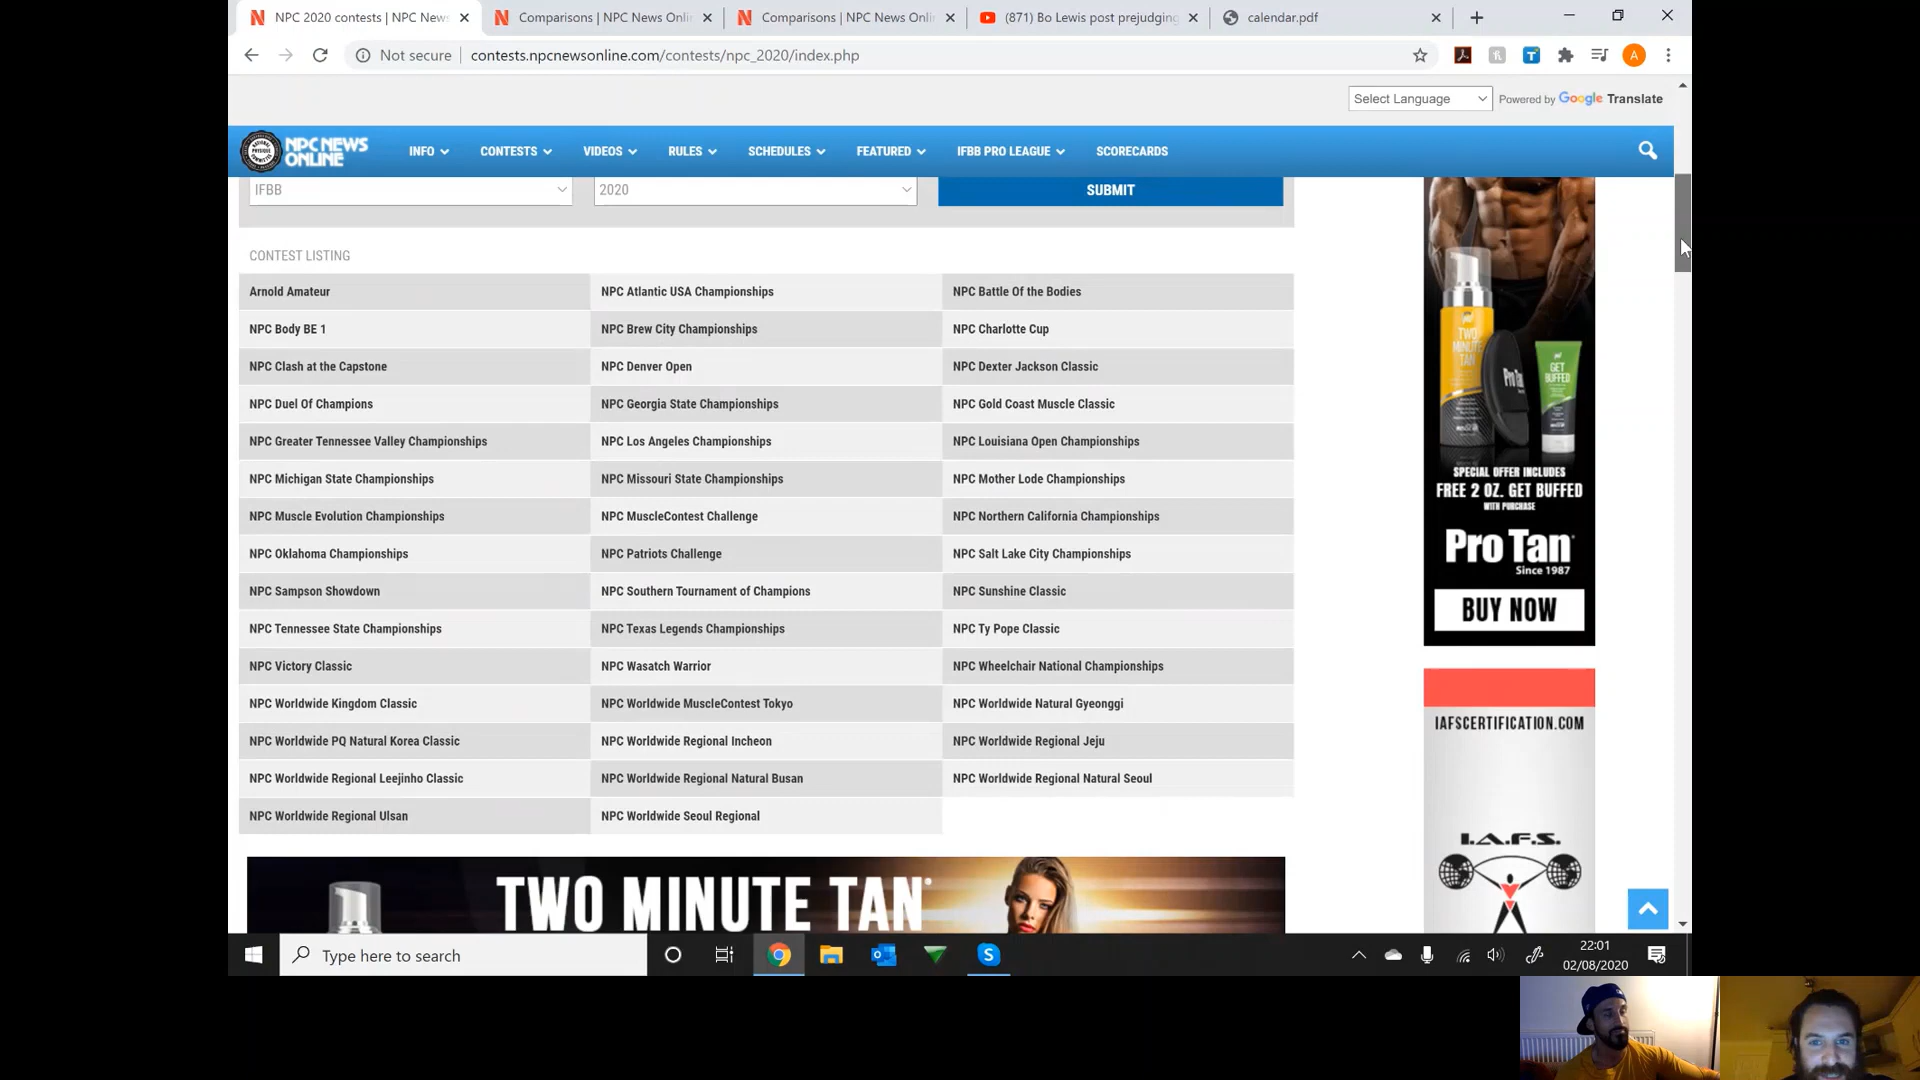 NPC 2020 contests | NPC News
Comparisons | NPC News Onli
Comparisons | NPC News Onli
(871) Bo Lewis post prejudging
calendar.pdf
Not secure
contests.npcnewsonline.com/contests/npc_2020/index.php
A
Select Language
Powered by Google Translate
NPC NEWS ONLINE
INFO
CONTESTS
VIDEOS
RULES
SCHEDULES
FEATURED
IFBB PRO LEAGUE
SCORECARDS
IFBB
2020
SUBMIT
CONTEST LISTING
Arnold Amateur
NPC Atlantic USA Championships
NPC Battle Of the Bodies
NPC Body BE 1
NPC Brew City Championships
NPC Charlotte Cup
NPC Clash at the Capstone
NPC Denver Open
NPC Dexter Jackson Classic
NPC Duel Of Champions
NPC Georgia State Championships
NPC Gold Coast Muscle Classic
NPC Greater Tennessee Valley Championships
NPC Los Angeles Championships
NPC Louisiana Open Championships
NPC Michigan State Championships
NPC Missouri State Championships
NPC Mother Lode Championships
NPC Muscle Evolution Championships
NPC MuscleContest Challenge
NPC Northern California Championships
NPC Oklahoma Championships
NPC Patriots Challenge
NPC Salt Lake City Championships
NPC Sampson Showdown
NPC Southern Tournament of Champions
NPC Sunshine Classic
NPC Tennessee State Championships
NPC Texas Legends Championships
NPC Ty Pope Classic
NPC Victory Classic
NPC Wasatch Warrior
NPC Wheelchair National Championships
NPC Worldwide Kingdom Classic
NPC Worldwide MuscleContest Tokyo
NPC Worldwide Natural Gyeonggi
NPC Worldwide PQ Natural Korea Classic
NPC Worldwide Regional Incheon
NPC Worldwide Regional Jeju
NPC Worldwide Regional Leejinho Classic
NPC Worldwide Regional Natural Busan
NPC Worldwide Regional Natural Seoul
NPC Worldwide Regional Ulsan
NPC Worldwide Seoul Regional
TWO MINUTE TAN
TWO
MINUTE
TAN
Pro Tan
GET
BUFFED
SPECIAL OFFER INCLUDES
FREE 2 OZ. GET BUFFED
WITH PURCHASE
Pro Tan
Since 1987
BUY NOW
IAFSCERTIFICATION.COM
I.A.F.S.
Type here to search
22:01
02/08/2020